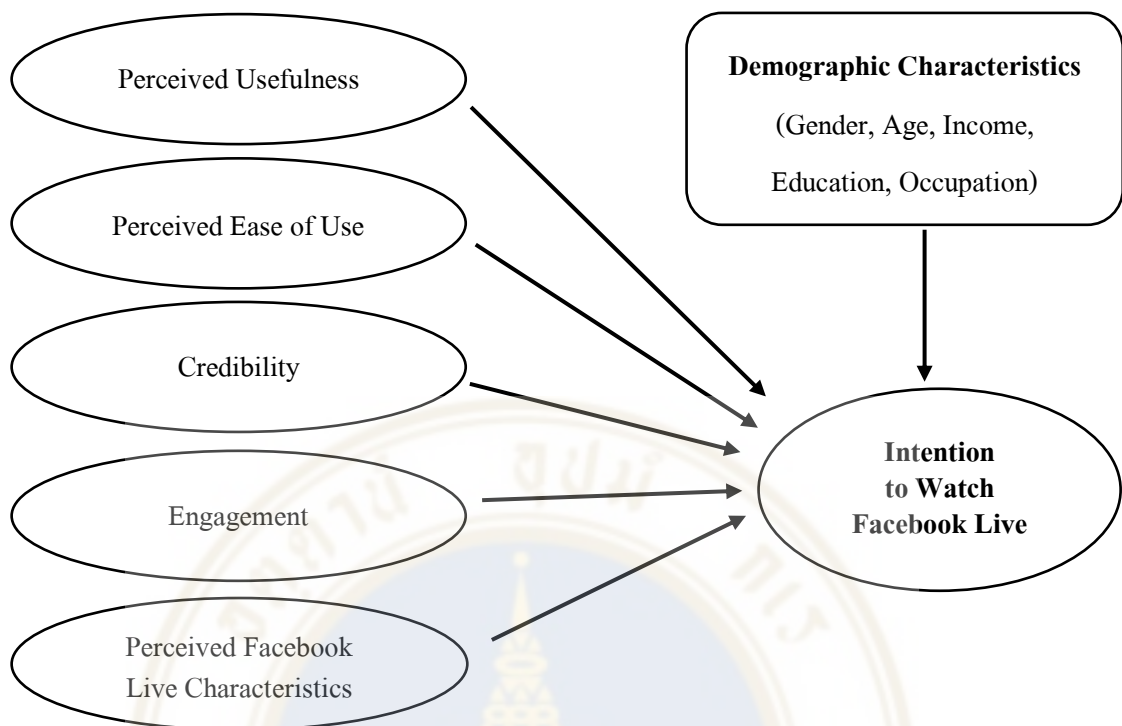 Perceived Usefulness
Demographic Characteristics
(Gender, Age, Income,
Education, Occupation)
Perceived Ease of Use
Credibility
Intention
to Watch
Facebook Live
Engagement
Perceived Facebook
Live Characteristics